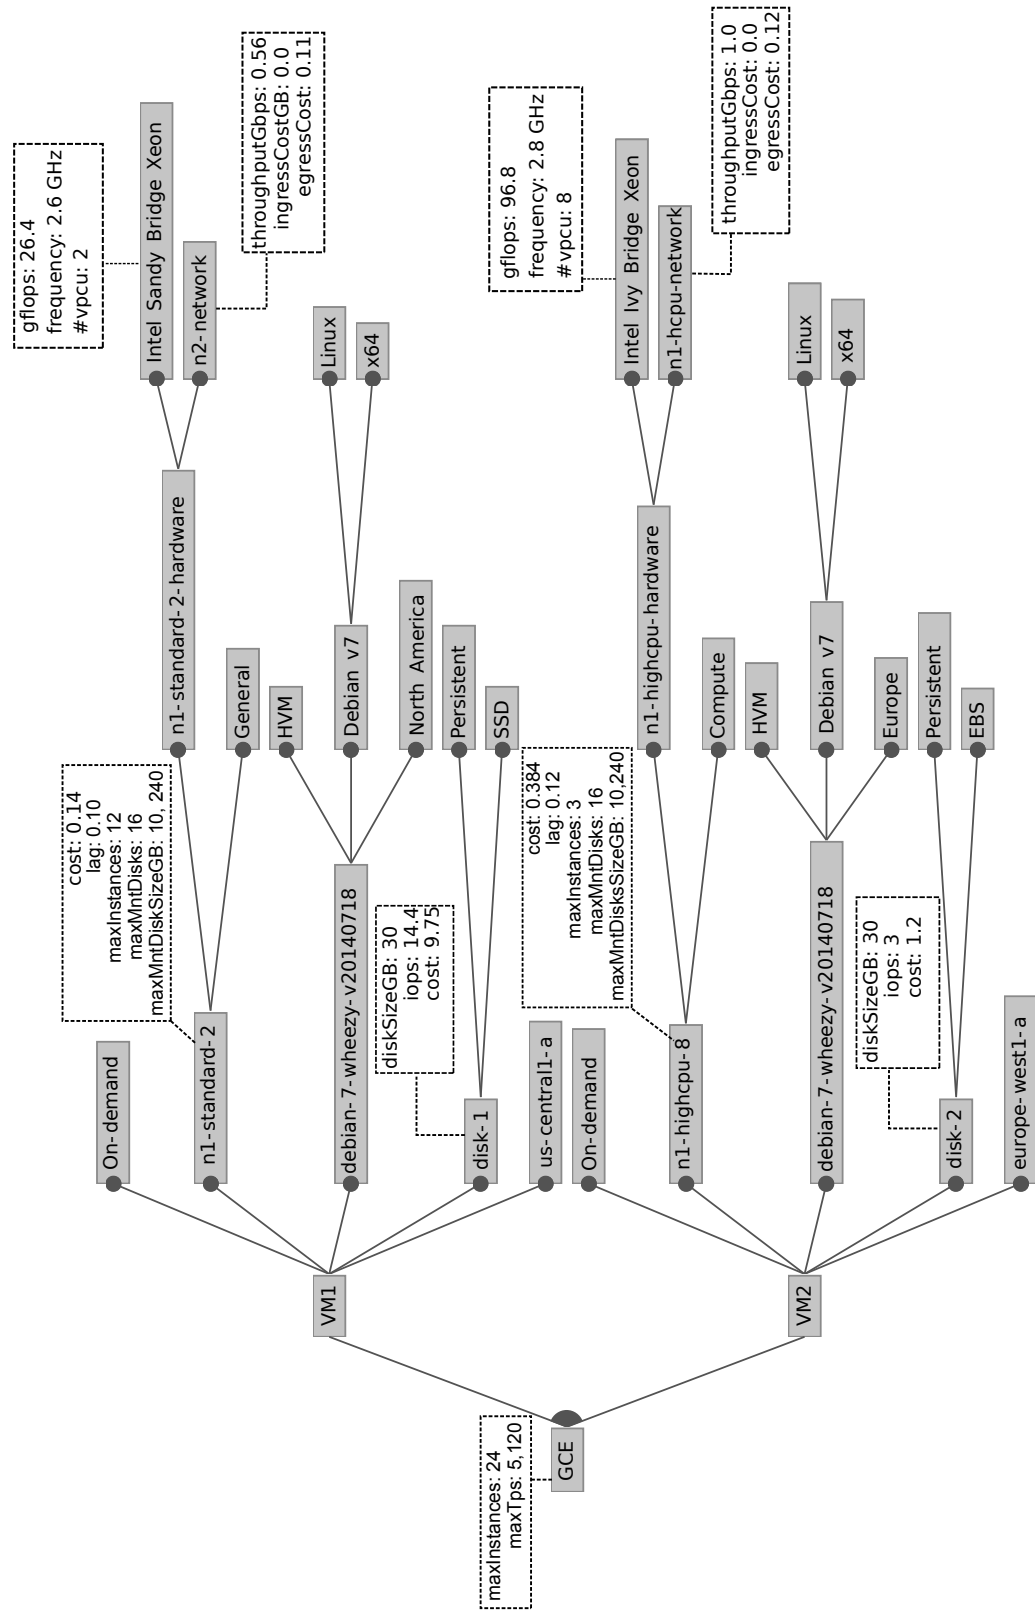 maxInstances: 24
maxTps: 5,120
GCE
VM1
VM2
On-demand
n1-standard-2
debian-7-wheezy-v20140718
disk-1
us-central1-a
On-demand
n1-highcpu-8
debian-7-wheezy-v20140718
disk-2
europe-west1-a
cost: 0.14
lag: 0.10
maxInstances: 12
maxMntDisks: 16
maxMntDiskSizeGB: 10, 240
diskSizeGB: 30
iops: 14.4
cost: 9.75
cost: 0.384
lag: 0.12
maxInstances: 3
maxMntDisks: 16
maxMntDisksSizeGB: 10,240
diskSizeGB: 30
iops: 3
cost: 1.2
n1-standard-2-hardware
General
HVM
Debian v7
North America
Persistent
SSD
n1-highcpu-hardware
Compute
HVM
Debian v7
Europe
Persistent
EBS
gflops: 26.4
frequency: 2.6 GHz
#vpcu: 2
Intel Sandy Bridge Xeon
n2-network
throughputGbps: 0.56
ingressCostGB: 0.0
egressCost: 0.11
Linux
x64
gflops: 96.8
frequency: 2.8 GHz
#vpcu: 8
Intel Ivy Bridge Xeon
n1-hcpu-network
throughputGbps: 1.0
ingressCost: 0.0
egressCost: 0.12
Linux
x64